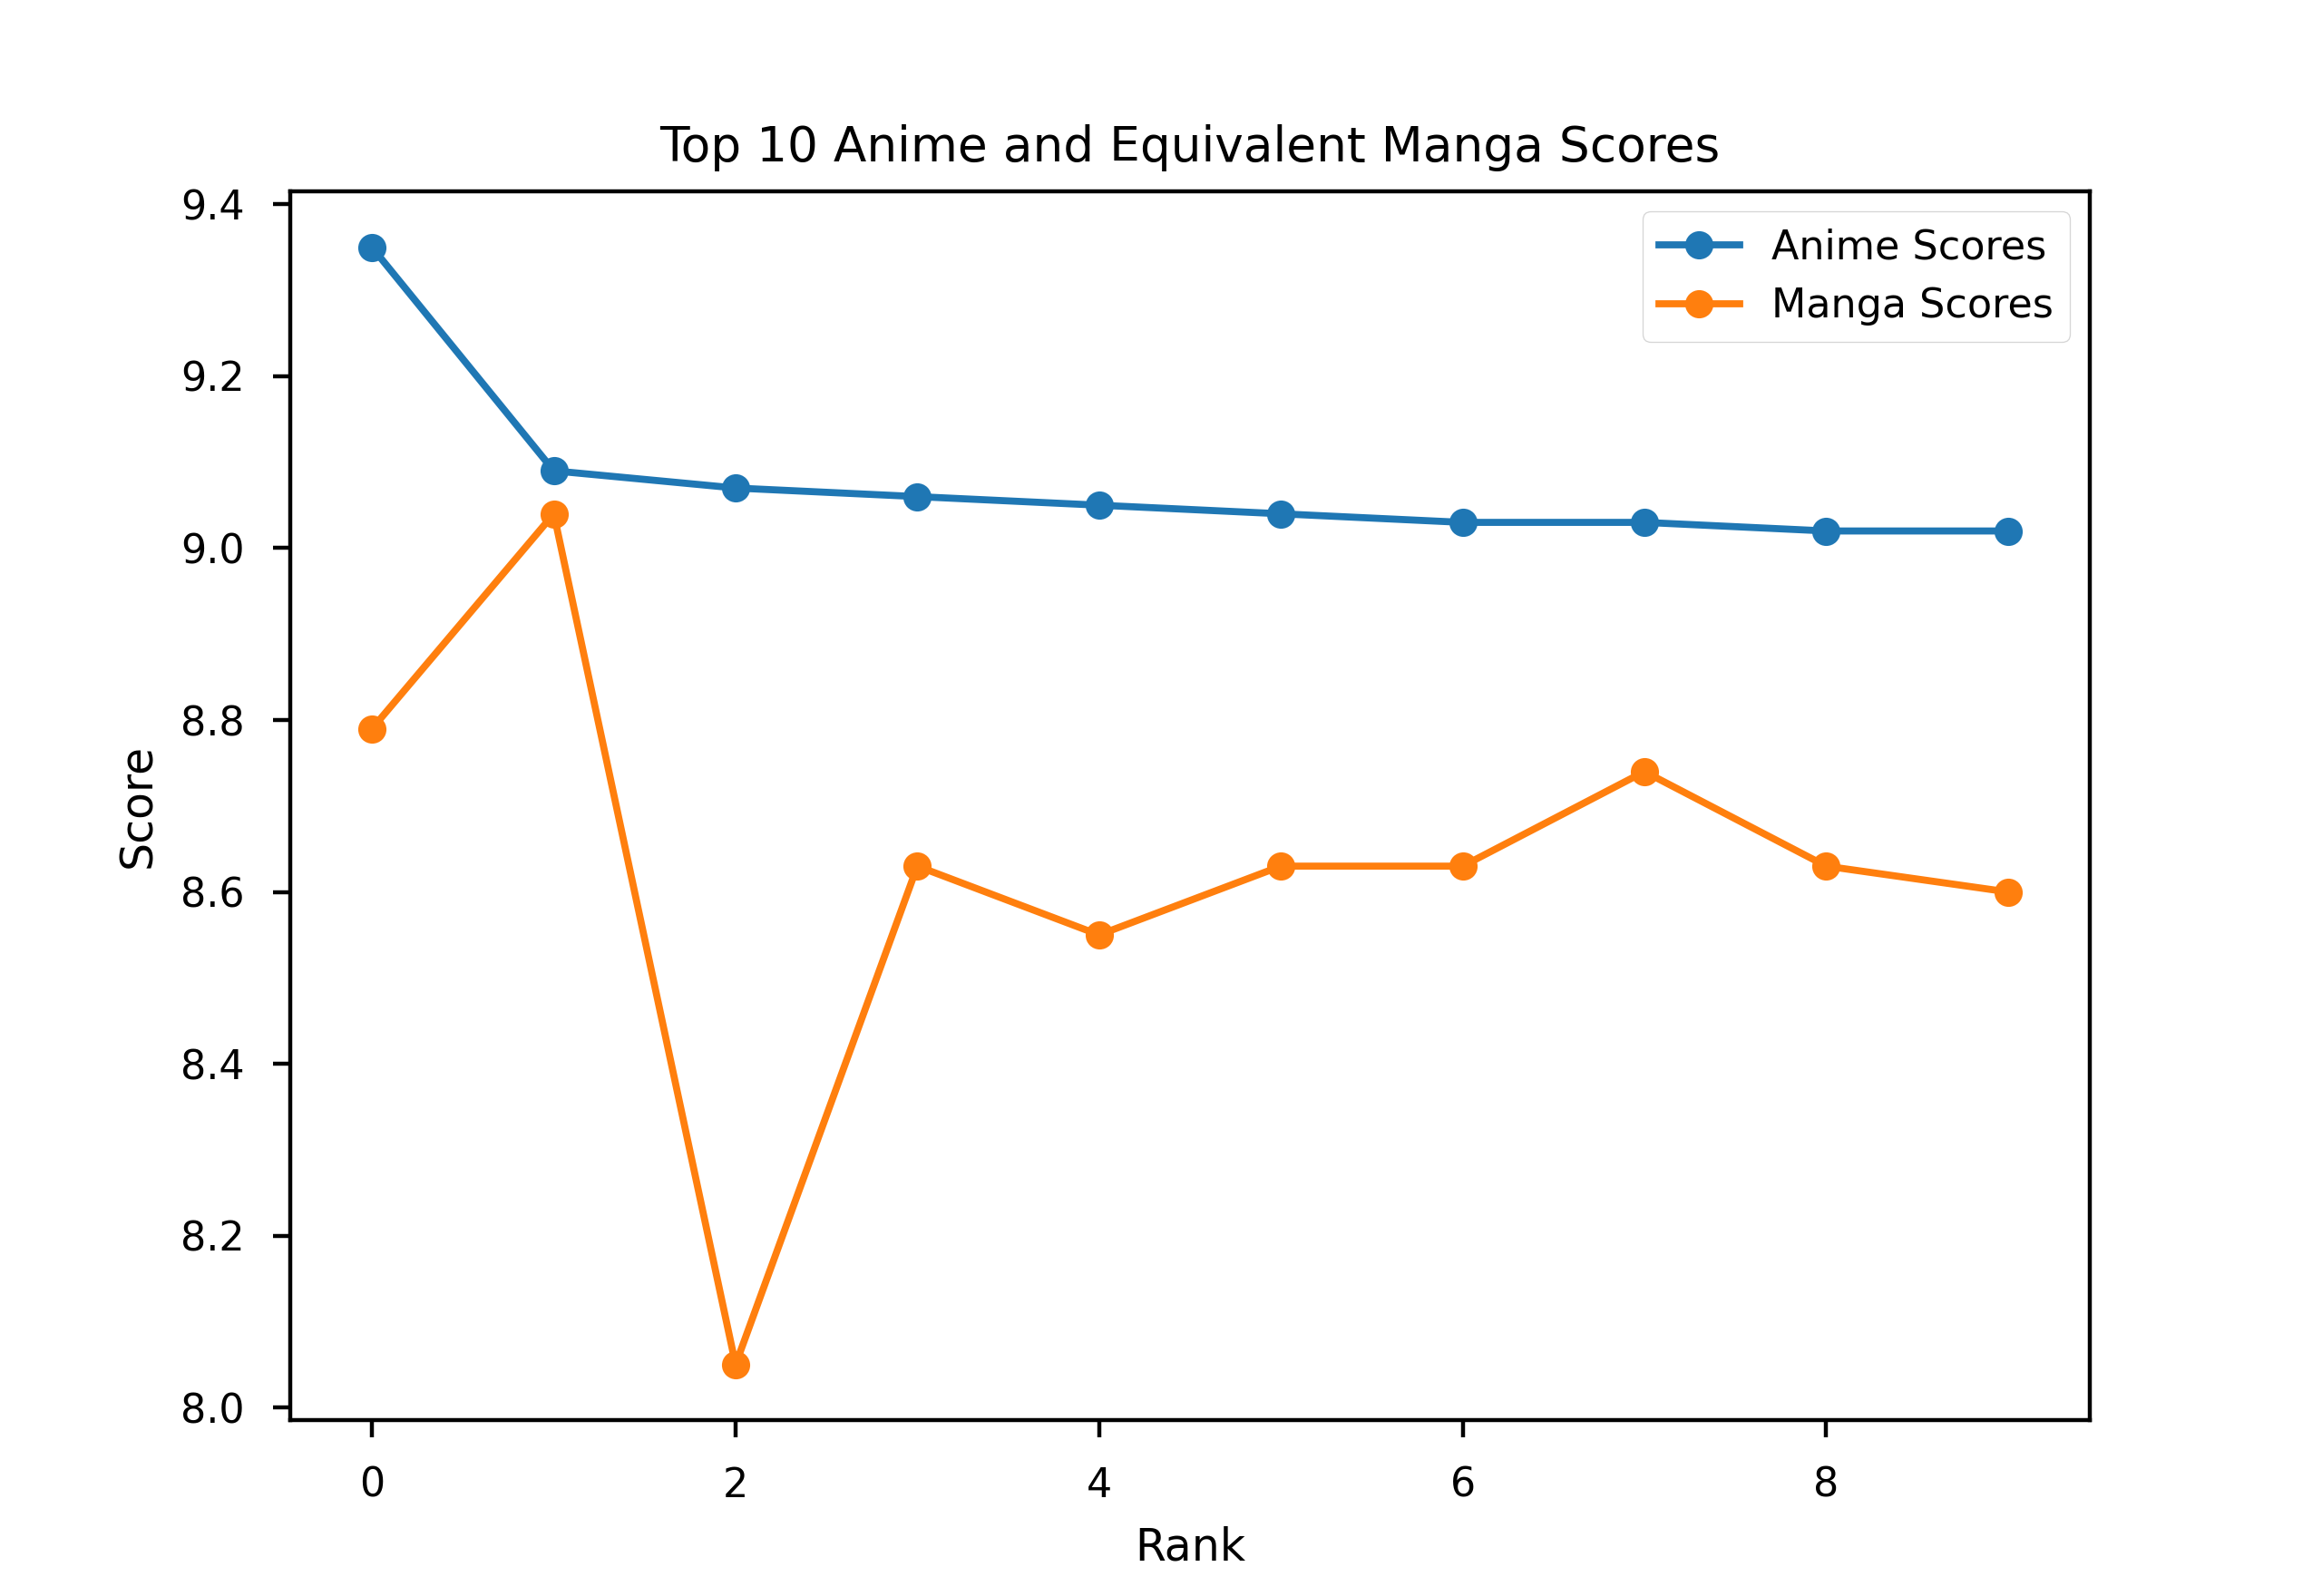 Top 10 Anime and Equivalent Manga Scores
Anime Scores
Manga Scores
9.4
9.2
9.0
8.8
8.6
8.4
8.2
8.0
Score
0 2 4 6 8
Rank